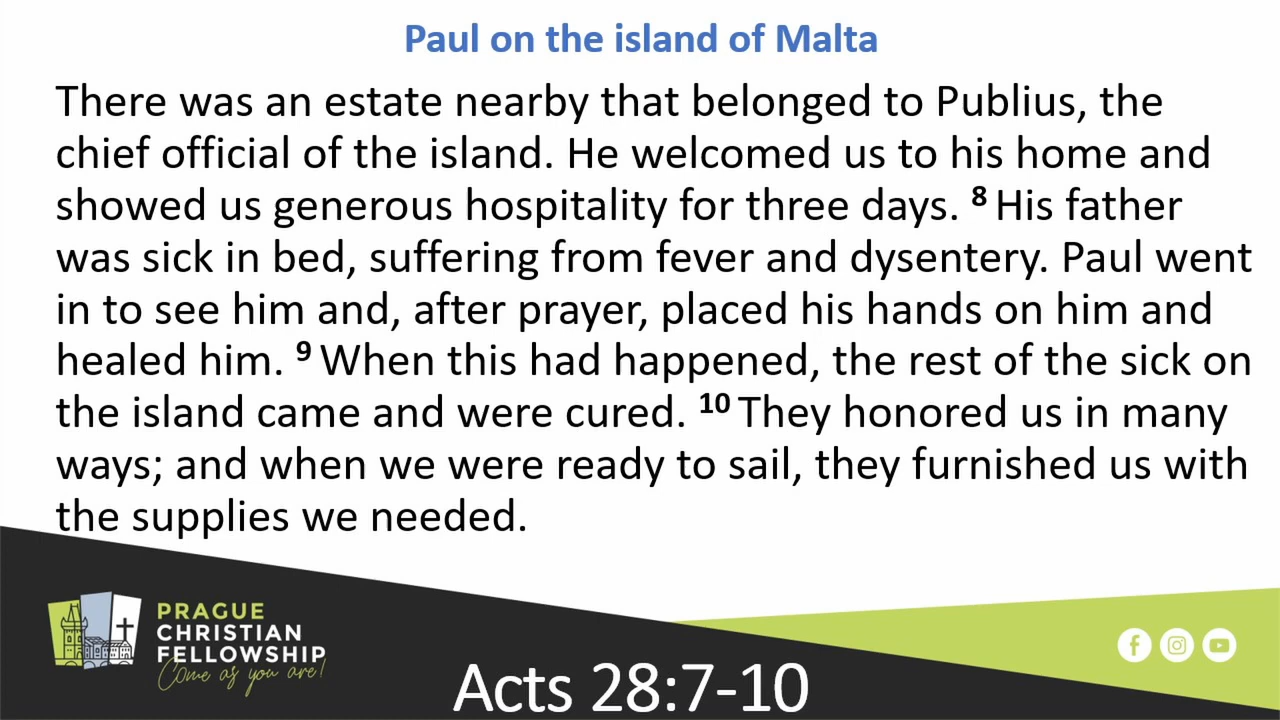 Paul on the island of Malta
There was an estate nearby that belonged to Publius, the
chief official of the island. He welcomed us to his home and
showed us generous hospitality for three days. 8 His father
was sick in bed, suffering from fever and dysentery. Paul went
in to see him and, after prayer, placed his hands on him and
healed him. 9 When this had happened, the rest of the sick on
the island came and were cured. 10 They honored us in many
ways; and when we were ready to sail, they furnished us with
the supplies we needed.
PRAGUE
CHRISTIAN
FELLOWSHIP
Come as you are!
Acts 28:7-10